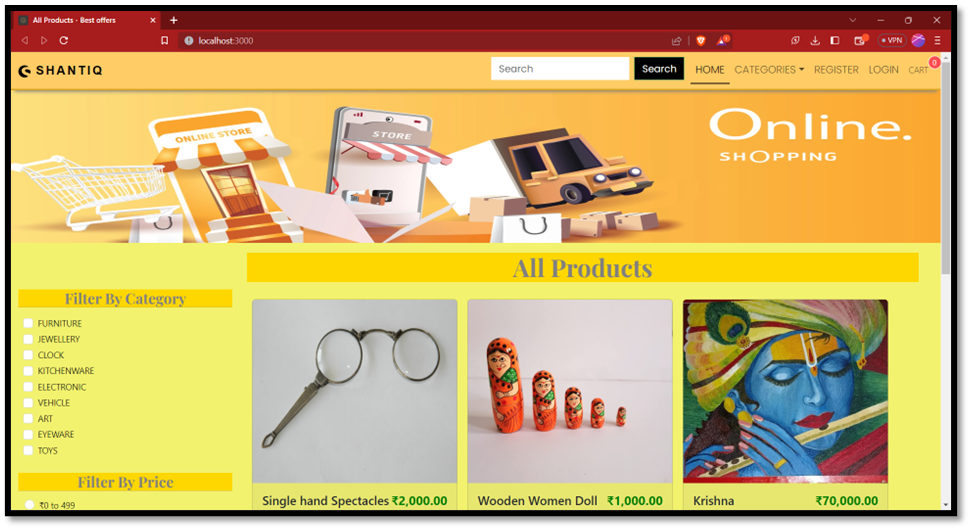 All Products - Best offers
localhost:3000
VPN
SHANTIQ
Search
Search
HOME
CATEGORIES
REGISTER
LOGIN
CART
0
ONLINE STORE
STORE
Online.
SHOPPING
All Products
Filter By Category
FURNITURE
JEWELLERY
CLOCK
KITCHENWARE
ELECTRONIC
VEHICLE
ART
EYEWARE
TOYS
Filter By Price
₹0 to 499
Single hand Spectacles ₹2,000.00
Wooden Women Doll ₹1,000.00
Krishna ₹70,000.00